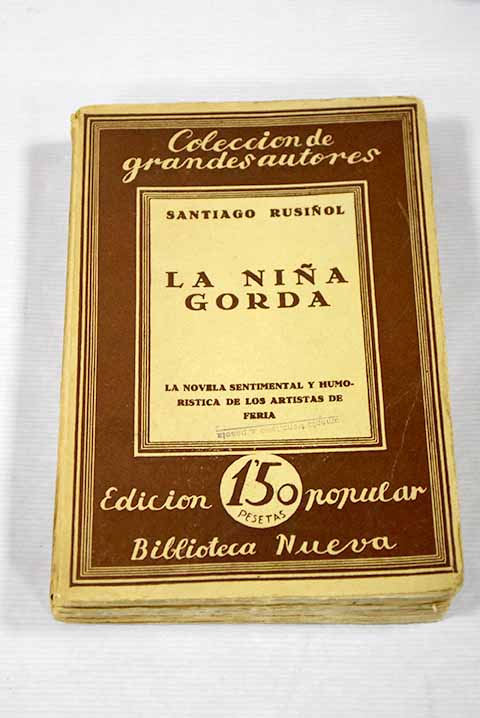 Coleccion de
grandes autores
SANTIAGO RUSIÑOL
LA NIÑA
GORDA
LA NOVELA SENTIMENTAL Y HUMO-
RISTICA DE LOS ARTISTAS DE
FERIA
Edicion 1'50 popular
PESETAS
Biblioteca Nueva